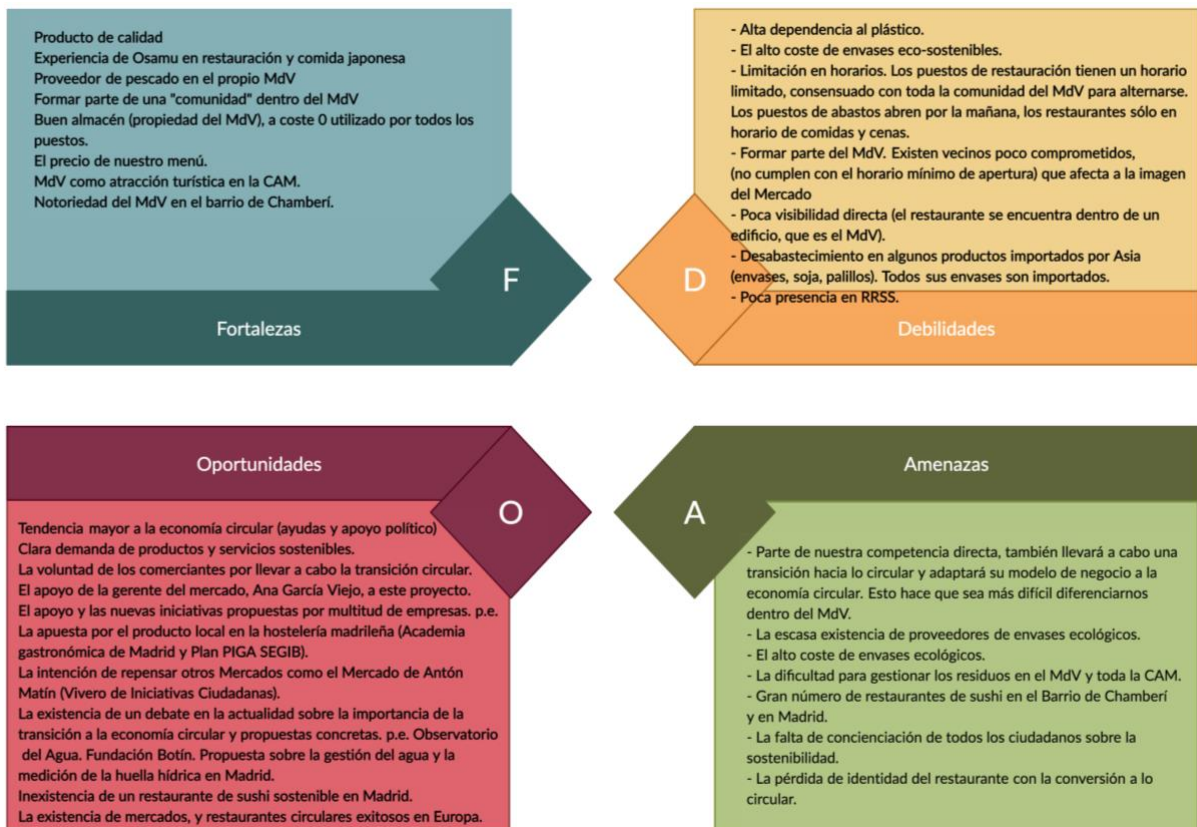 Producto de calidad
Experiencia de Osamu en restauración y comida japonesa
Proveedor de pescado en el propio MdV
Formar parte de una "comunidad" dentro del MdV
Buen almacén (propiedad del MdV), a coste 0 utilizado por todos los
puestos.
El precio de nuestro menú.
MdV como atracción turística en la CAM.
Notoriedad del MdV en el barrio de Chamberí.
F
Fortalezas
- Alta dependencia al plástico.
- El alto coste de envases eco-sostenibles.
- Limitación en horarios. Los puestos de restauración tienen un horario
limitado, consensuado con toda la comunidad del MdV para alternarse.
Los puestos de abastos abren por la mañana, los restaurantes sólo en
horario de comidas y cenas.
- Formar parte del MdV. Existen vecinos poco comprometidos,
(no cumplen con el horario mínimo de apertura) que afecta a la imagen
del Mercado
- Poca visibilidad directa (el restaurante se encuentra dentro de un
edificio, que es el MdV).
- Desabastecimiento en algunos productos importados por Asia
(envases, soja, palillos). Todos sus envases son importados.
- Poca presencia en RRSS.
D
Debilidades
Oportunidades
O
Tendencia mayor a la economía circular (ayudas y apoyo político)
Clara demanda de productos y servicios sostenibles.
La voluntad de los comerciantes por llevar a cabo la transición circular.
El apoyo de la gerente del mercado, Ana García Viejo, a este proyecto.
El apoyo y las nuevas iniciativas propuestas por multitud de empresas. p.e.
La apuesta por el producto local en la hostelería madrileña (Academia
gastronómica de Madrid y Plan PIGA SEGIB).
La intención de repensar otros Mercados como el Mercado de Antón
Matín (Vivero de Iniciativas Ciudadanas).
La existencia de un debate en la actualidad sobre la importancia de la
transición a la economía circular y propuestas concretas. p.e. Observatorio
del Agua. Fundación Botín. Propuesta sobre la gestión del agua y la
medición de la huella hídrica en Madrid.
Inexistencia de un restaurante de sushi sostenible en Madrid.
La existencia de mercados, y restaurantes circulares exitosos en Europa.
Amenazas
A
- Parte de nuestra competencia directa, también llevará a cabo una
transición hacia lo circular y adaptará su modelo de negocio a la
economía circular. Esto hace que sea más difícil diferenciarnos
dentro del MdV.
- La escasa existencia de proveedores de envases ecológicos.
- El alto coste de envases ecológicos.
- La dificultad para gestionar los residuos en el MdV y toda la CAM.
- Gran número de restaurantes de sushi en el Barrio de Chamberí
y en Madrid.
- La falta de concienciación de todos los ciudadanos sobre la
sostenibilidad.
- La pérdida de identidad del restaurante con la conversión a lo
circular.